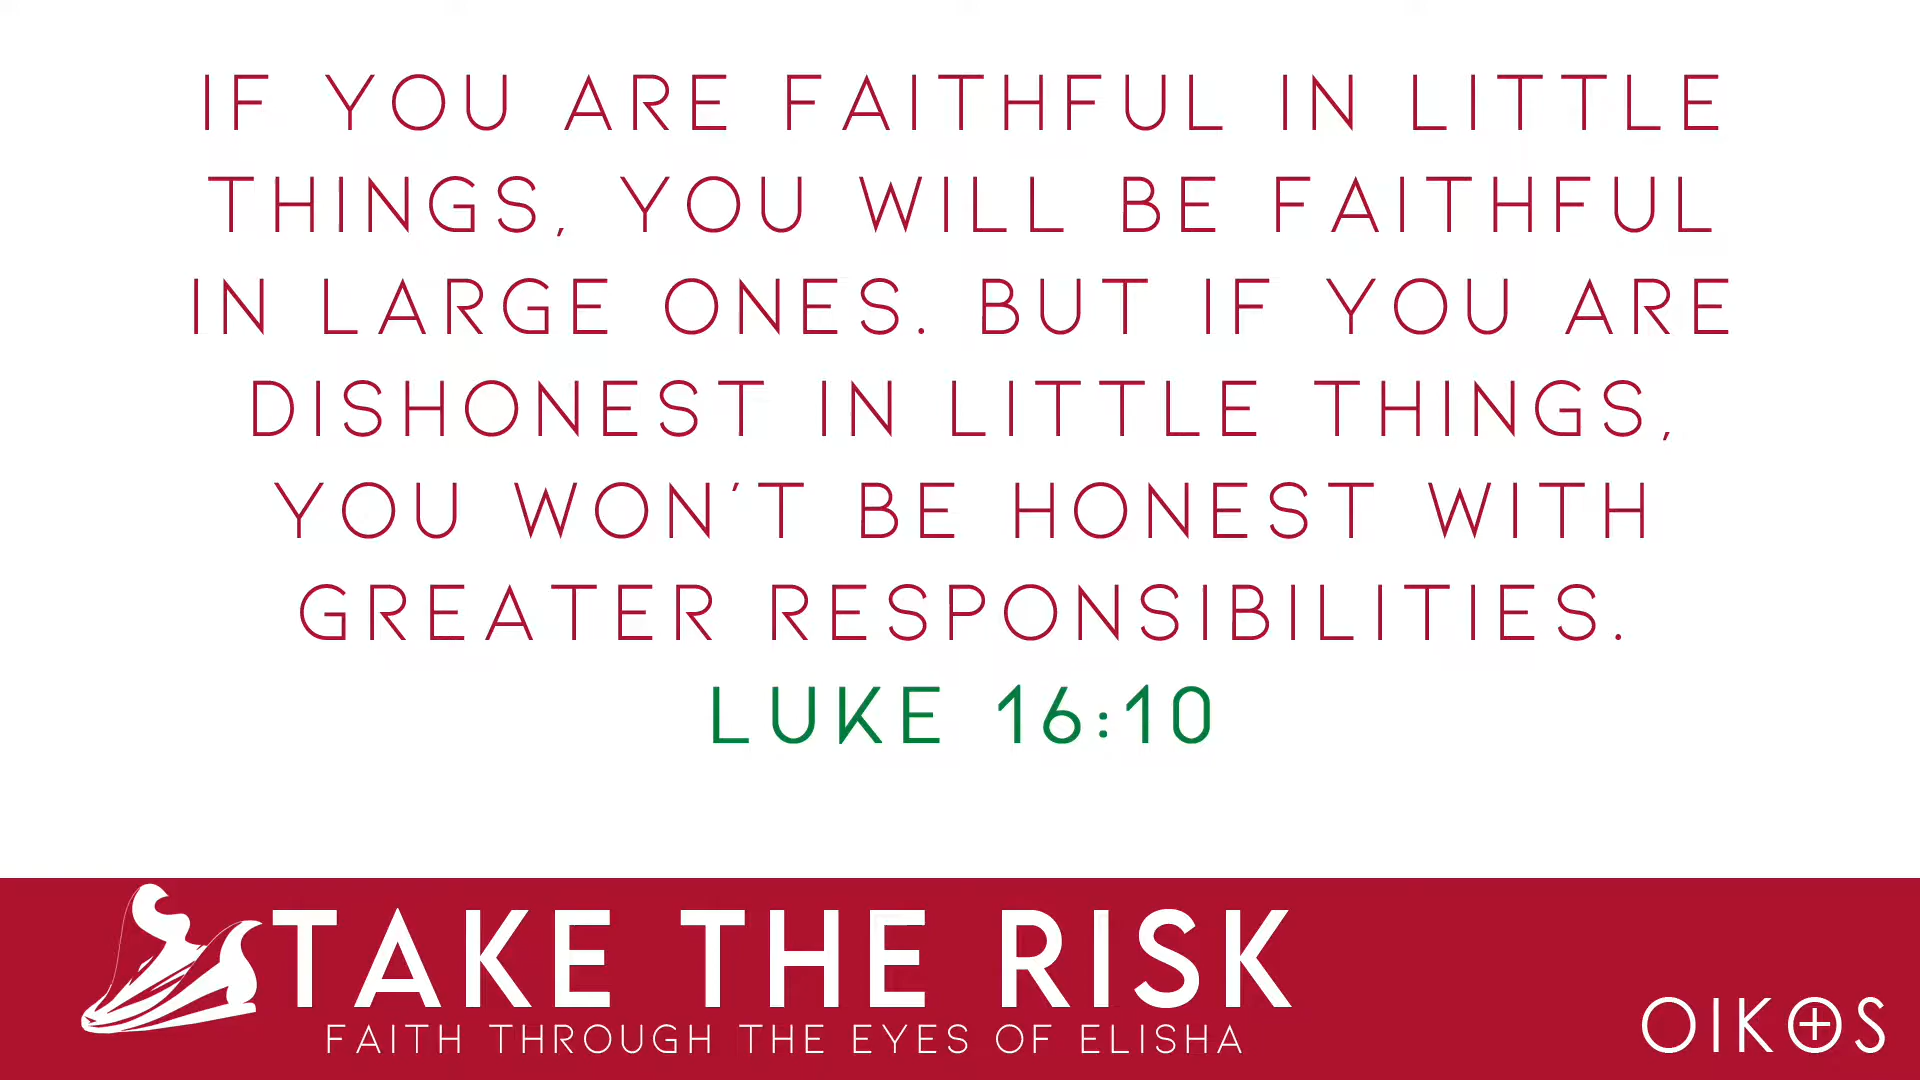 IF YOU ARE FAITHFUL IN LITTLE
THINGS, YOU WILL BE FAITHFUL
IN LARGE ONES. BUT IF YOU ARE
DISHONEST IN LITTLE THINGS,
YOU WON'T BE HONEST WITH
GREATER RESPONSIBILITIES.
LUKE 16:10
TAKE THE RISK
FAITH THROUGH THE EYES OF ELISHA
OIKOS